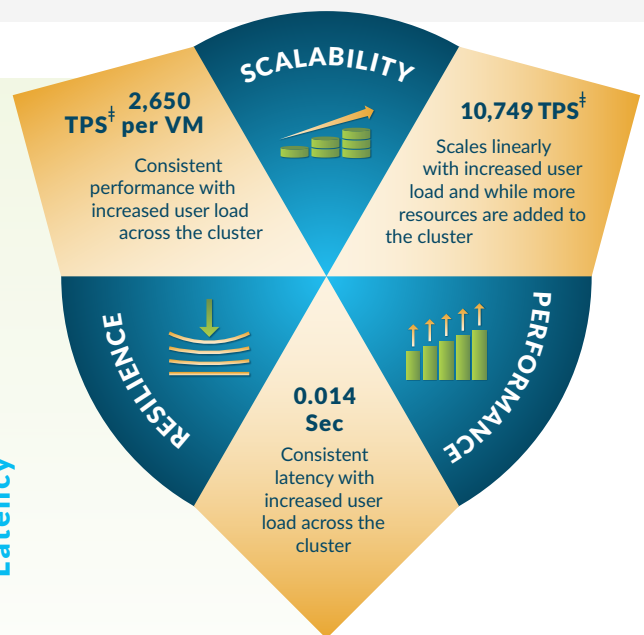 SCALABILITY
2,650
TPS‡ per VM
Consistent
performance with
increased user load
across the cluster
10,749 TPS‡
Scales linearly
with increased user
load and while more
resources are added to
the cluster
RESILIENCE
PERFORMANCE
0.014
Sec
Consistent
latency with
increased user
load across the
cluster
Latency